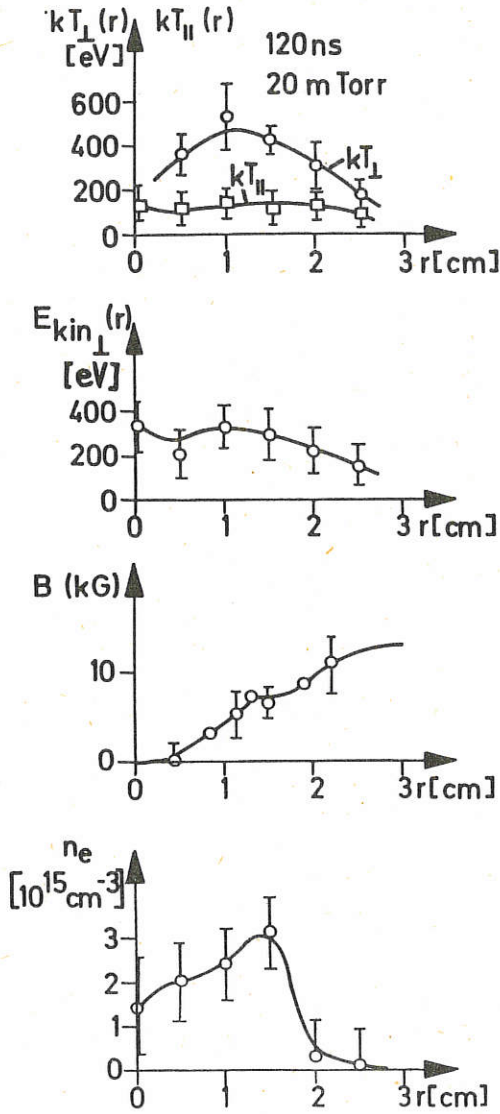 kT⊥(r) kT||(r)
[eV]
120ns
20 m Torr
600
400
200
0
kT⊥
kT||
0 1 2 3 r[cm]
Ekin⊥(r)
[eV]
400
200
0
0 1 2 3 r[cm]
B (kG)
10
0
0 1 2 3 r[cm]
ne
[10¹⁵cm⁻³]
3
2
1
0
0 1 2 3 r[cm]